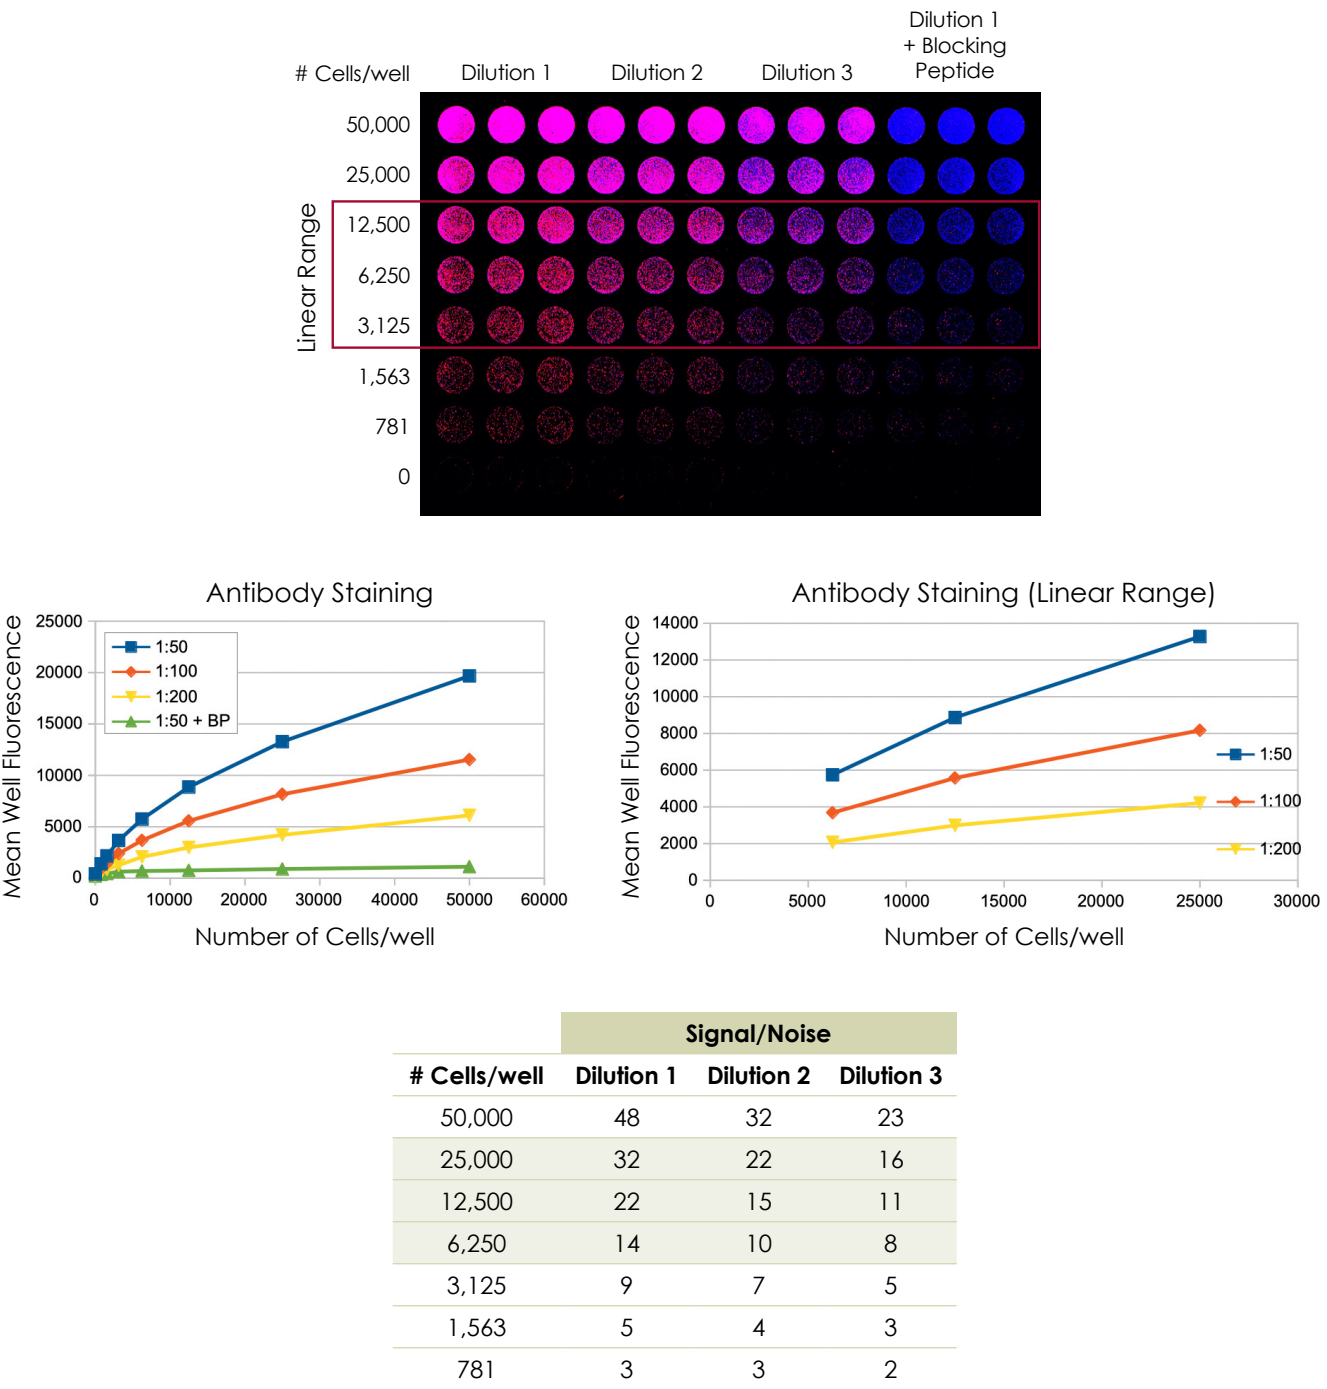 Dilution 1
+ Blocking
Peptide
# Cells/well Dilution 1 Dilution 2 Dilution 3
50,000
25,000
Linear Range
12,500
6,250
3,125
1,563
781
0
Antibody Staining
Mean Well Fluorescence
25000
20000
15000
10000
5000
0
1:50
1:100
1:200
1:50 + BP
0 10000 20000 30000 40000 50000 60000
Number of Cells/well
Antibody Staining (Linear Range)
Mean Well Fluorescence
14000
12000
10000
8000
6000
4000
2000
0
1:50
1:100
1:200
0 5000 10000 15000 20000 25000 30000
Number of Cells/well
Signal/Noise
# Cells/well Dilution 1 Dilution 2 Dilution 3
50,000 48 32 23
25,000 32 22 16
12,500 22 15 11
6,250 14 10 8
3,125 9 7 5
1,563 5 4 3
781 3 3 2